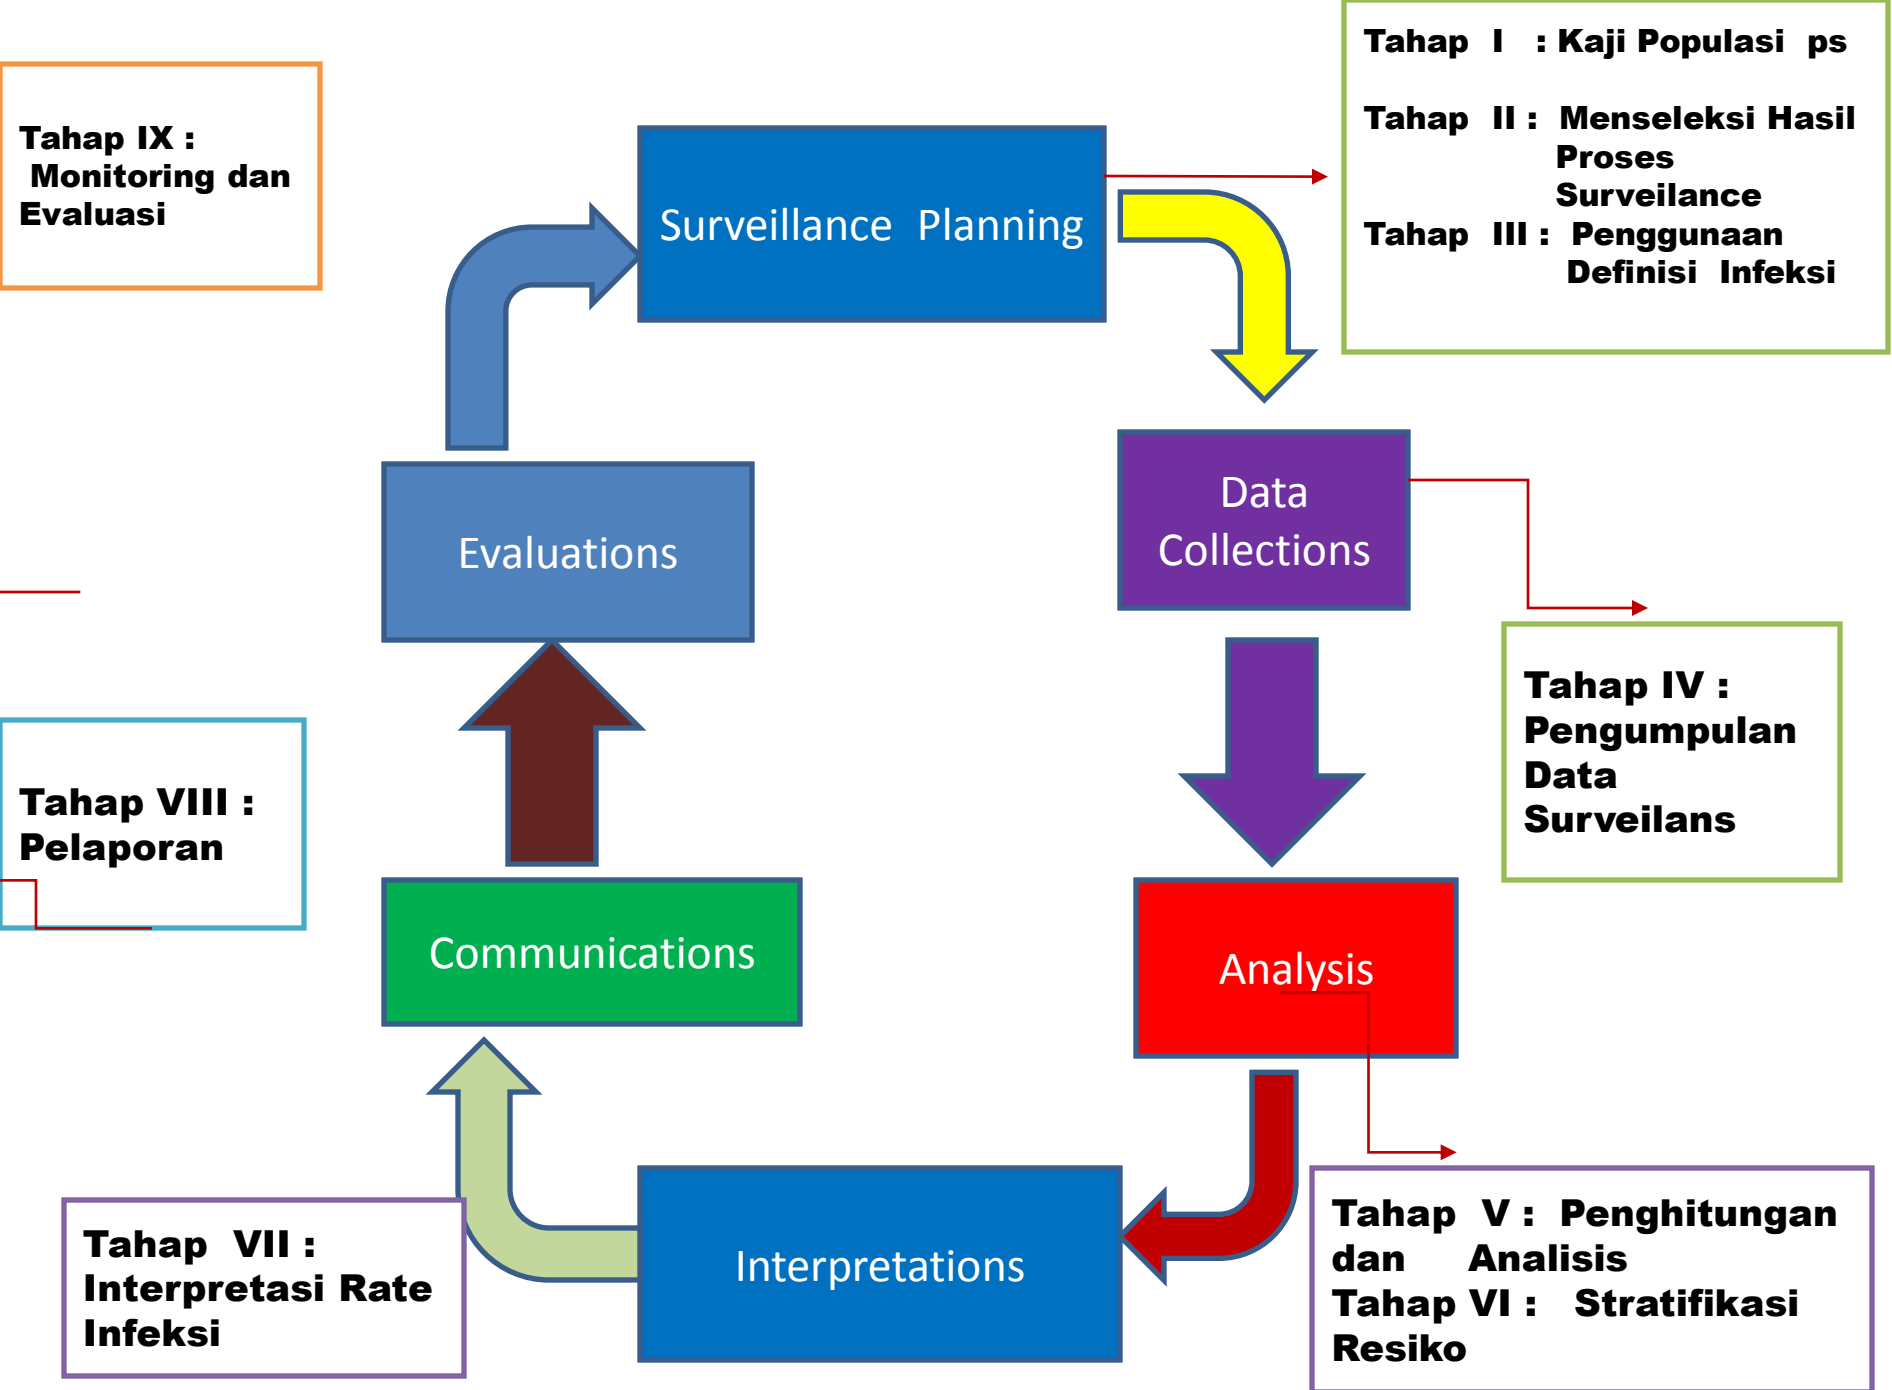 Tahap I : Kaji Populasi ps
Tahap II : Menseleksi Hasil
Proses
Surveilance
Tahap III : Penggunaan
Definisi Infeksi
Tahap IX :
Monitoring dan
Evaluasi
Surveillance Planning
Data
Collections
Evaluations
Tahap IV :
Pengumpulan
Data
Surveilans
Tahap VIII :
Pelaporan
Communications
Analysis
Tahap V : Penghitungan
dan Analisis
Tahap VI : Stratifikasi
Resiko
Interpretations
Tahap VII :
Interpretasi Rate
Infeksi